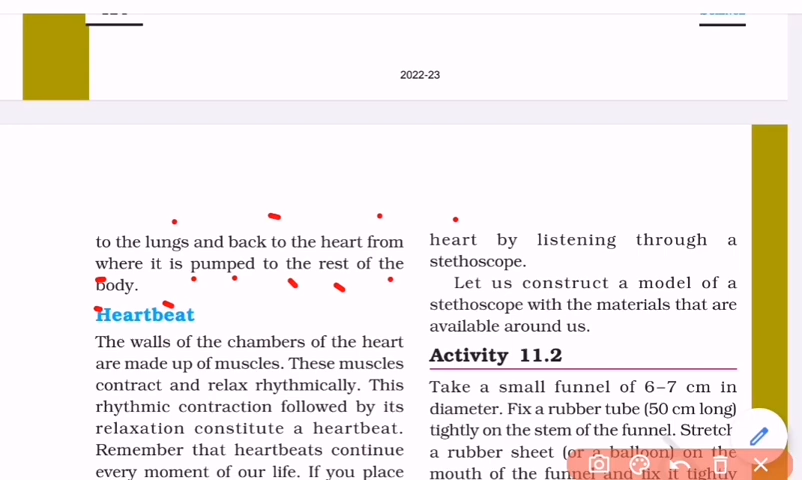 2022-23
to the lungs and back to the heart from
where it is pumped to the rest of the
body.
Heartbeat
The walls of the chambers of the heart
are made up of muscles. These muscles
contract and relax rhythmically. This
rhythmic contraction followed by its
relaxation constitute a heartbeat.
Remember that heartbeats continue
every moment of our life. If you place
heart by listening through a
stethoscope.
Let us construct a model of a
stethoscope with the materials that are
available around us.
Activity 11.2
Take a small funnel of 6–7 cm in
diameter. Fix a rubber tube (50 cm long)
tightly on the stem of the funnel. Stretch
a rubber sheet (or a balloon) on the
mouth of the funnel and fix it tightly